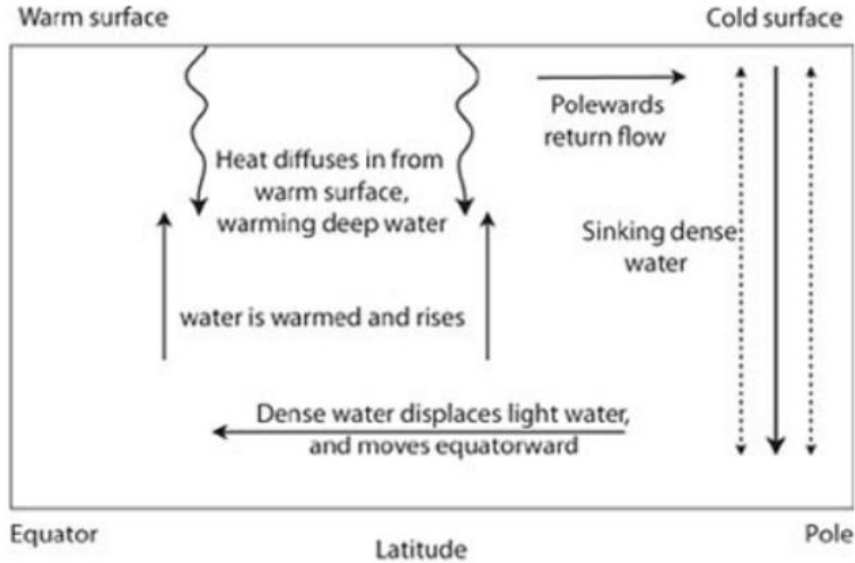 Warm surface
Cold surface
Polewards
return flow
Heat diffuses in from
warm surface,
warming deep water
Sinking dense
water
water is warmed and rises
Dense water displaces light water,
and moves equatorward
Equator
Latitude
Pole